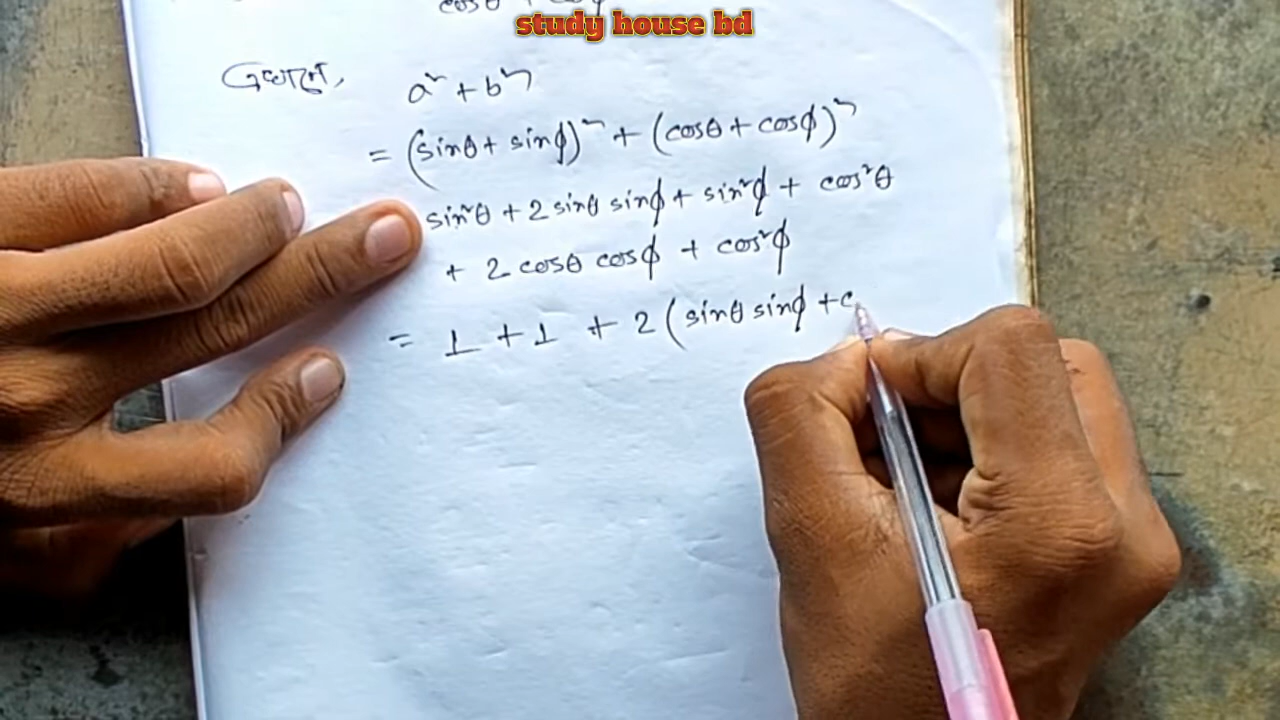 study house bd
এখানে, a² + b²
= (sinθ + sinϕ)² + (cosθ + cosϕ)²
sin²θ + 2 sinθ sinϕ + sin²ϕ + cos²θ
+ 2 cosθ cosϕ + cos²ϕ
= 1 + 1 + 2 (sinθ sinϕ + c